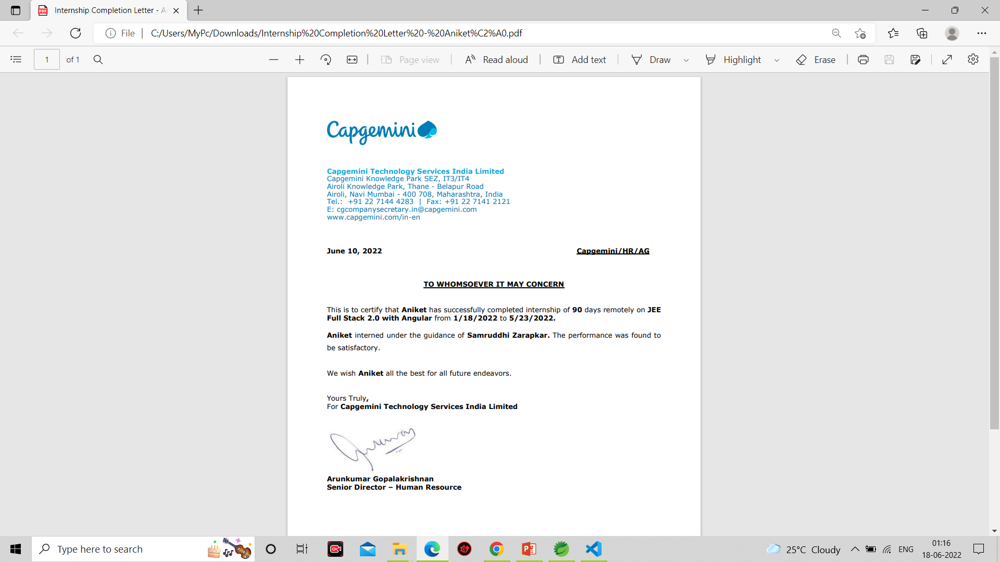 Internship Completion Letter - A
File
C:/Users/MyPc/Downloads/Internship%20Completion%20Letter%20-%20Aniket%C2%A0.pdf
1 of 1
Page view
Read aloud
Add text
Draw
Highlight
Erase
Capgemini
Capgemini Technology Services India Limited
Capgemini Knowledge Park SEZ, IT3/IT4
Airoli Knowledge Park, Thane - Belapur Road
Airoli, Navi Mumbai - 400 708, Maharashtra, India
Tel.: +91 22 7144 4283 | Fax: +91 22 7141 2121
E: cgcompanysecretary.in@capgemini.com
www.capgemini.com/in-en
June 10, 2022 Capgemini/HR/AG
TO WHOMSOEVER IT MAY CONCERN
This is to certify that Aniket has successfully completed internship of 90 days remotely on JEE
Full Stack 2.0 with Angular from 1/18/2022 to 5/23/2022.
Aniket interned under the guidance of Samruddhi Zarapkar. The performance was found to
be satisfactory.
We wish Aniket all the best for all future endeavors.
Yours Truly,
For Capgemini Technology Services India Limited
Arunkumar Gopalakrishnan
Senior Director – Human Resource
Type here to search
25°C Cloudy
ENG
01:16
18-06-2022